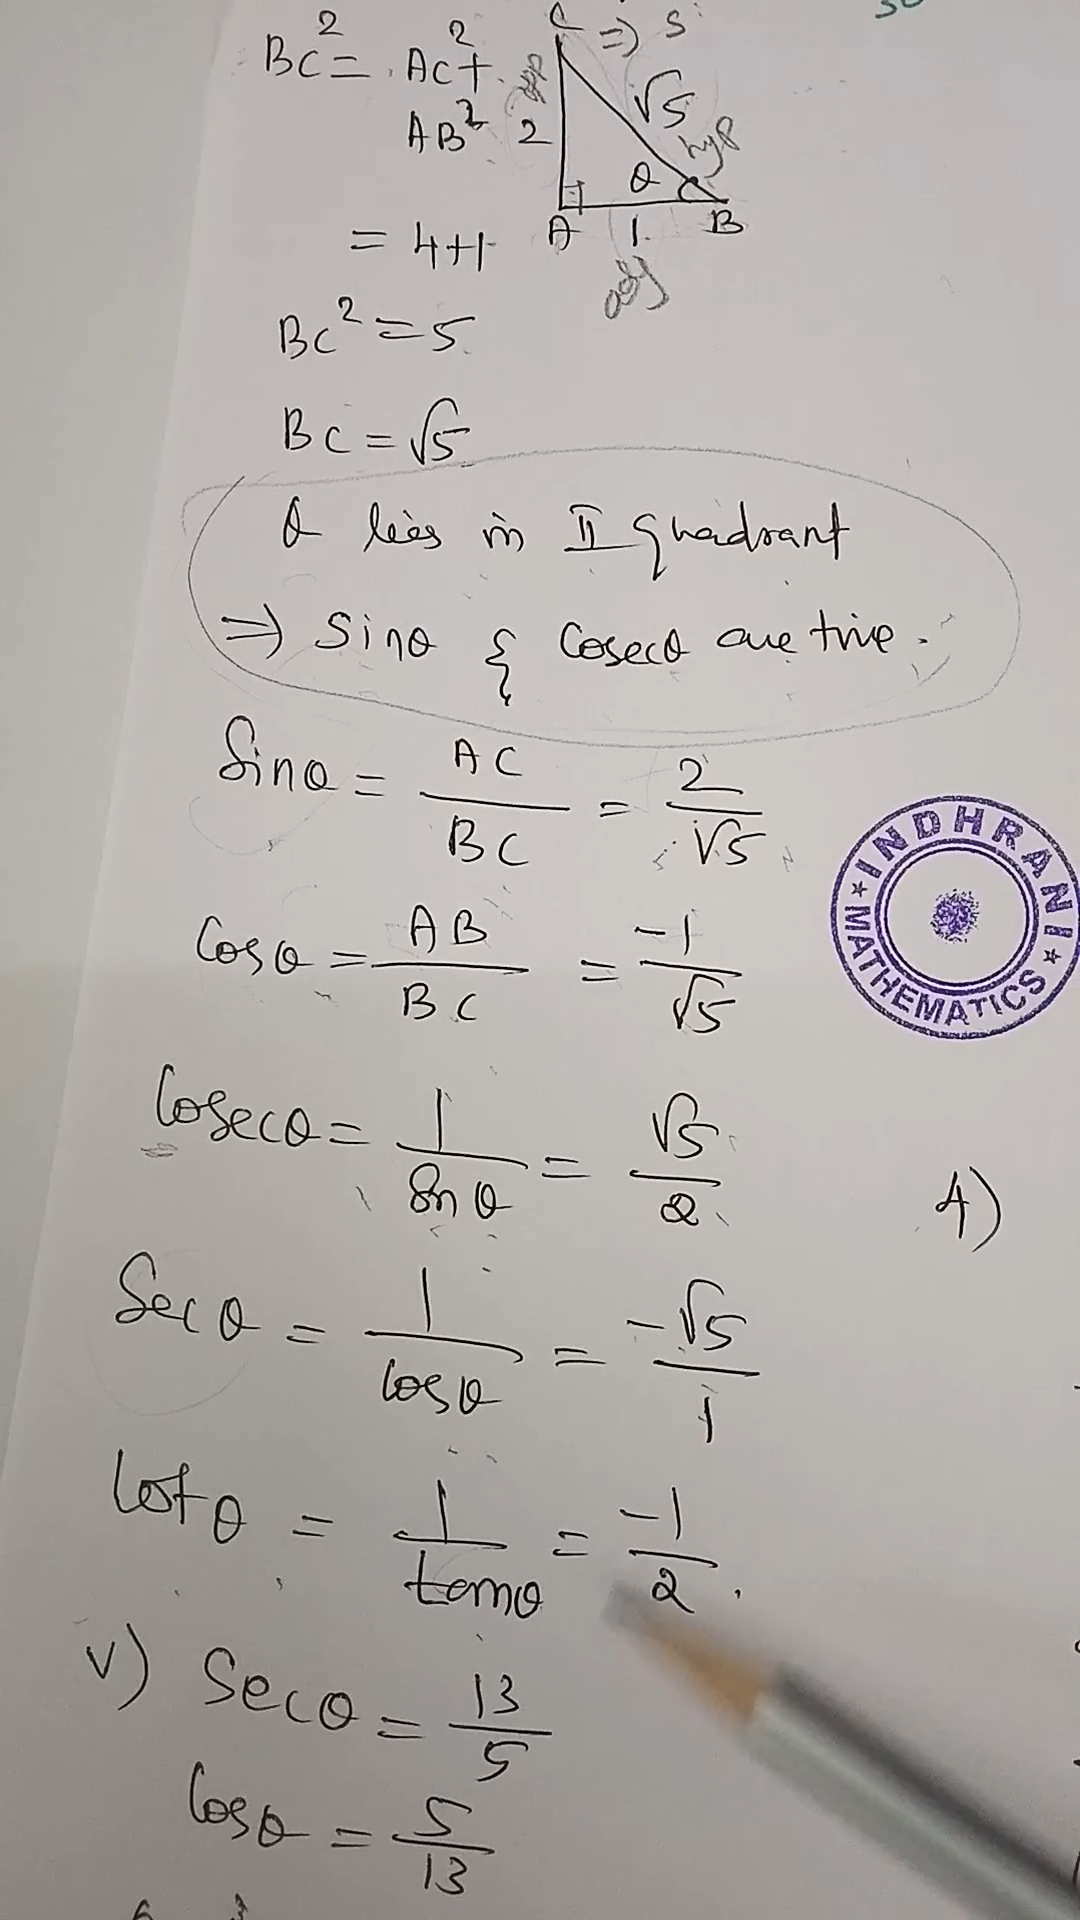 BC² = AC² +
AB²
= 4+1
BC² = 5
BC = √5
C
opp
2
√5
hyp
θ
A
1
B
adj
⇒ S
θ lies in II quadrant
⇒ Sinθ & Cosecθ are +ive.
Sinθ = AC/BC = 2/√5
Cosθ = AB/BC = -1/√5
Cosecθ = 1/Sinθ = √5/2
Secθ = 1/Cosθ = -√5/1
Cotθ = 1/tanθ = -1/2.
4)
v) Secθ = 13/5
Cosθ = 5/13
INDHRANI
MATHEMATICS